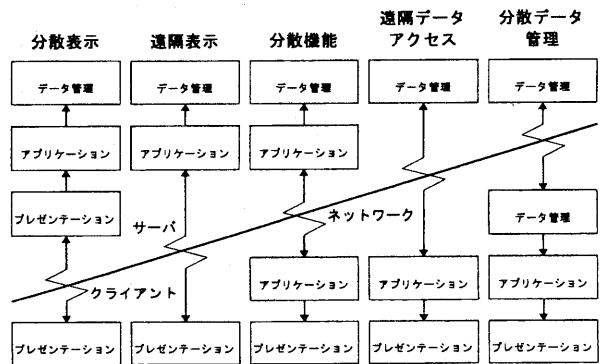 分散表示
遠隔表示
分散機能
遠隔データ
アクセス
分散データ
管理
データ管理
データ管理
データ管理
データ管理
データ管理
アプリケーション
アプリケーション
アプリケーション
プレゼンテーション
サーバ
ネットワーク
データ管理
クライアント
アプリケーション
アプリケーション
アプリケーション
プレゼンテーション
プレゼンテーション
プレゼンテーション
プレゼンテーション
プレゼンテーション